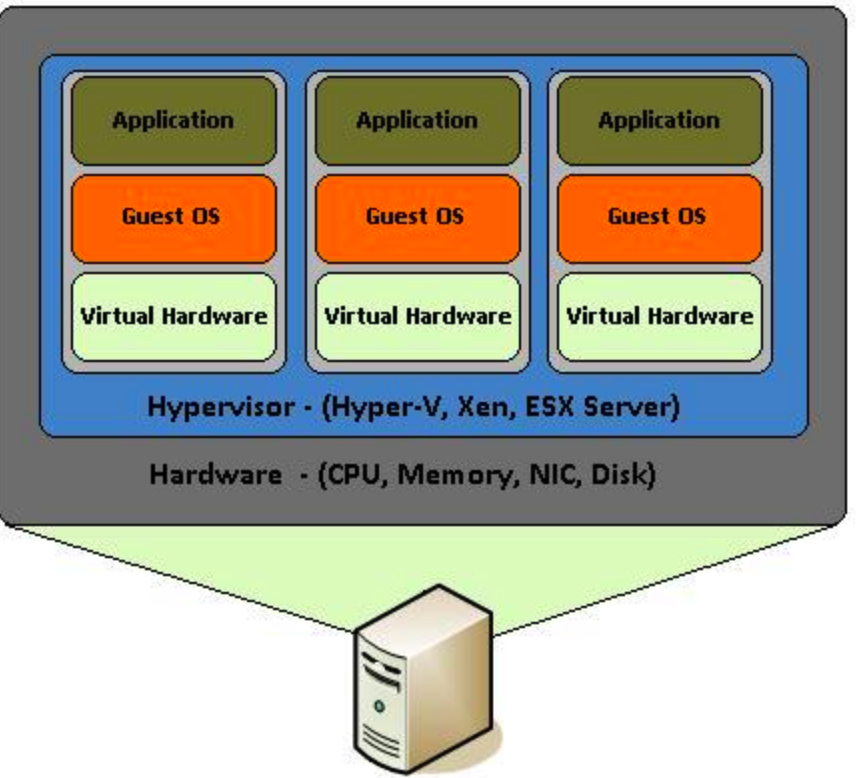 Application
Guest OS
Virtual Hardware
Application
Guest OS
Virtual Hardware
Application
Guest OS
Virtual Hardware
Hypervisor - (Hyper-V, Xen, ESX Server)
Hardware - (CPU, Memory, NIC, Disk)